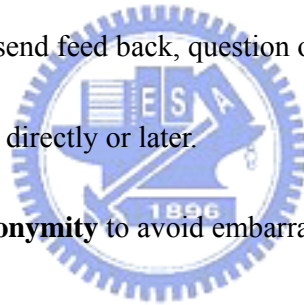 send feed back, question o
E S A
directly or later.
1896
onymity to avoid embarra